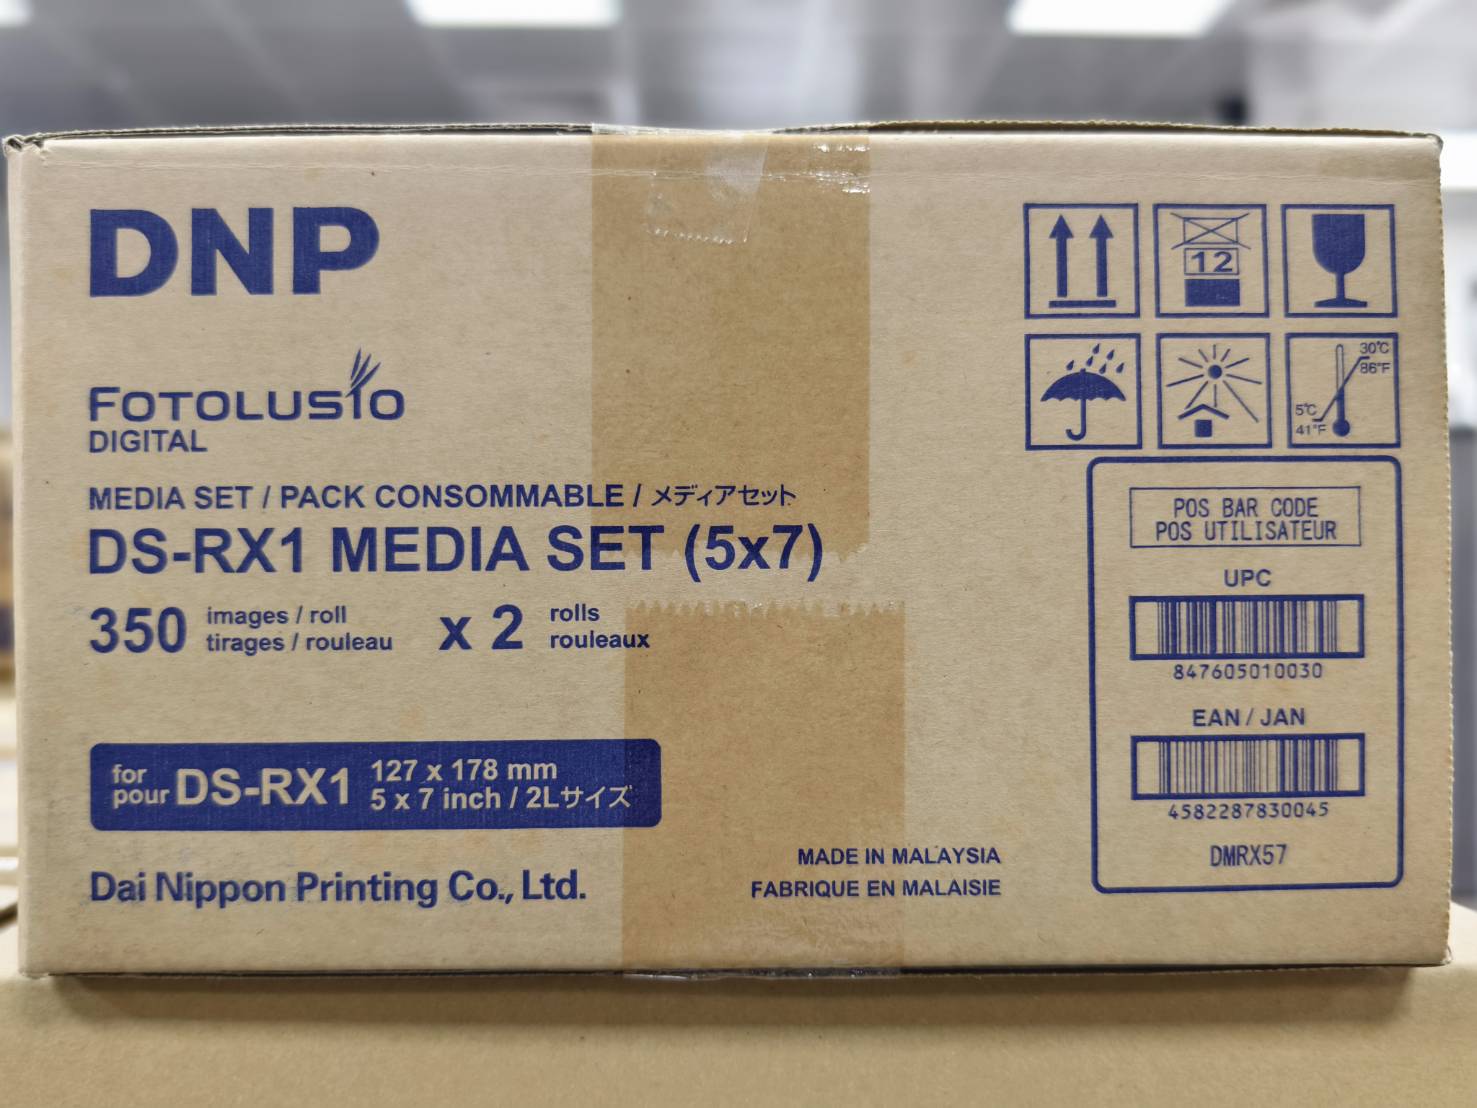 DNP
12
30°C
86°F
5°C
41°F
FOTOLUSIO
DIGITAL
MEDIA SET / PACK CONSOMMABLE / メディアセット
DS-RX1 MEDIA SET (5x7)
350 images / roll x 2 rolls
tirages / rouleau rouleaux
for pour DS-RX1 127 x 178 mm
5 x 7 inch / 2Lサイズ
Dai Nippon Printing Co., Ltd.
MADE IN MALAYSIA
FABRIQUE EN MALAISIE
POS BAR CODE
POS UTILISATEUR
UPC
847605010030
EAN / JAN
4582287830045
DMRX57